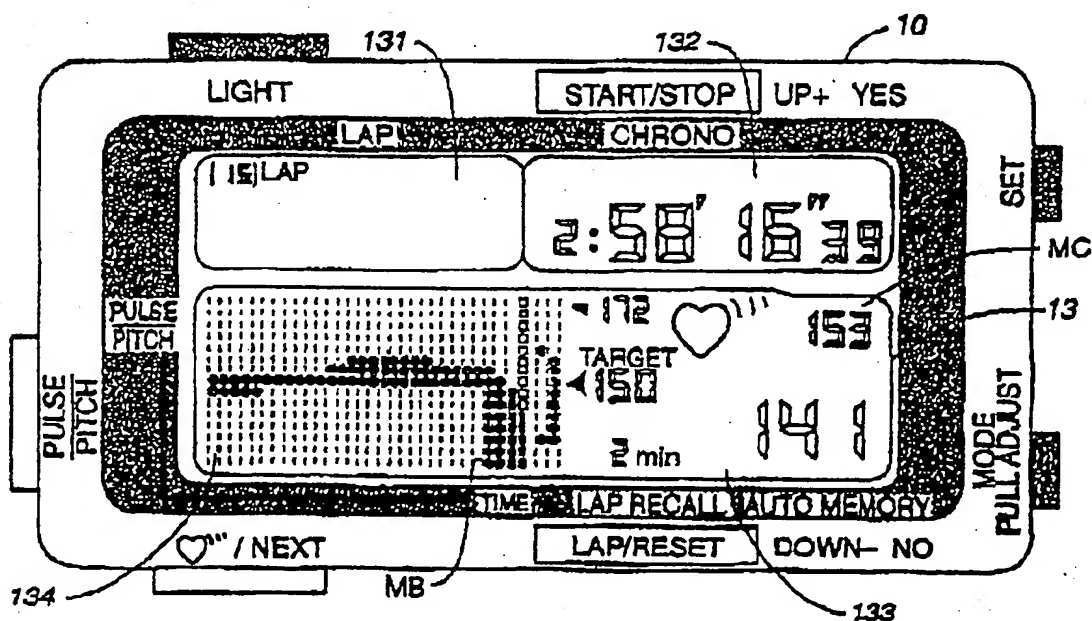 131
132
10
LIGHT
START/STOP
UP+ YES
LAP
CHRONO
LAP
2:58' 16" 39
SET
MC
13
PULSE
PITCH
172
153
TARGET
150
141
min
PULSE
PITCH
MODE
PULL/ADJUST
TIME
LAP RECALL
AUTO MEMORY
♡ / NEXT
LAP/RESET
DOWN- NO
134
MB
133